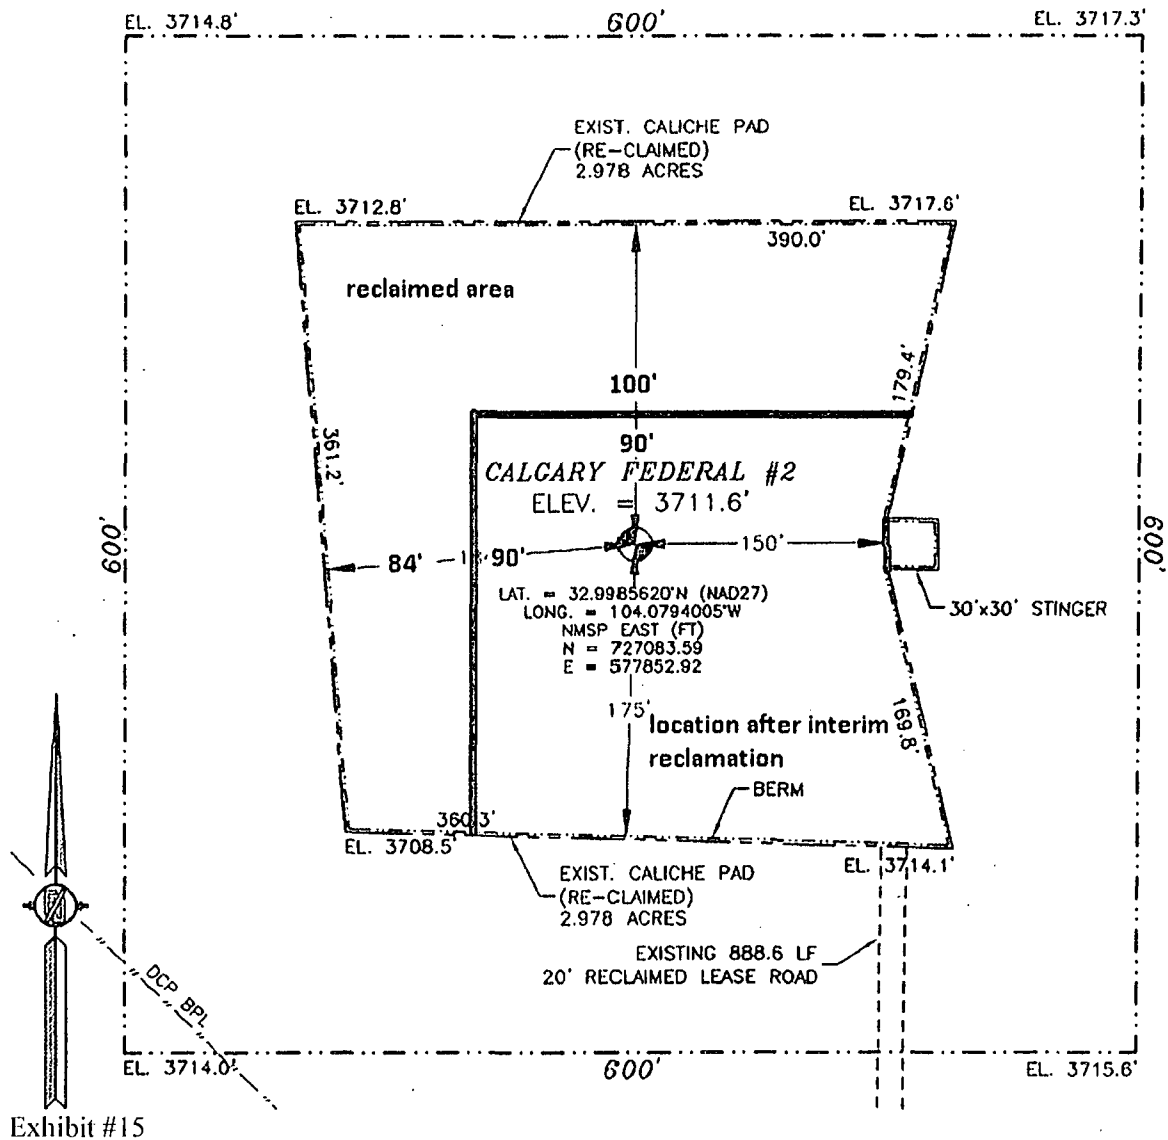 EL. 3714.8'
600'
EL. 3717.3'
EXIST. CALICHE PAD
(RE-CLAIMED)
2.978 ACRES
EL. 3712.8'
EL. 3717.6'
390.0'
reclaimed area
179.4'
100'
90'
361.2'
CALGARY FEDERAL #2
ELEV. = 3711.6'
600'
600'
84'
90'
150'
LAT. = 32.9985620°N (NAD27)
LONG. = 104.0794005°W
NMSP EAST (FT)
N = 727083.59
E = 577852.92
30'x30' STINGER
175'
location after interim
reclamation
169.8'
BERM
360.3'
EL. 3708.5'
EL. 3714.1'
EXIST. CALICHE PAD
(RE-CLAIMED)
2.978 ACRES
EXISTING 888.6 LF
20' RECLAIMED LEASE ROAD
DCP BPL
EL. 3714.0'
600'
EL. 3715.6'
Exhibit #15